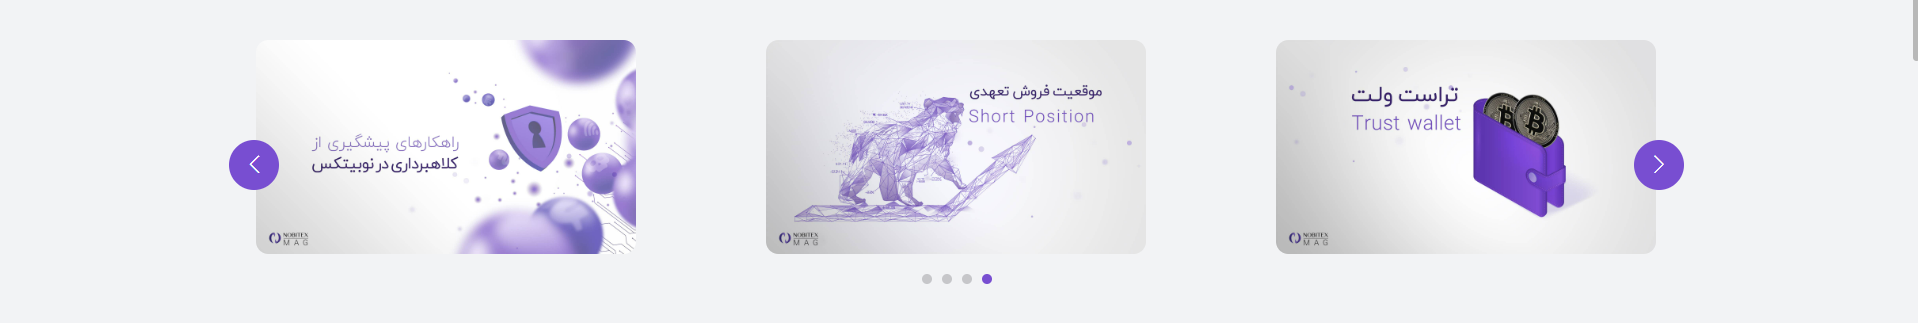 تراست ولت
Trust wallet
NOBITEX
MAG
موقعیت فروش تعهدی
Short Position
NOBITEX
MAG
راهکارهای پیشگیری از
کلاهبرداری در نوبیتکس
NOBITEX
MAG